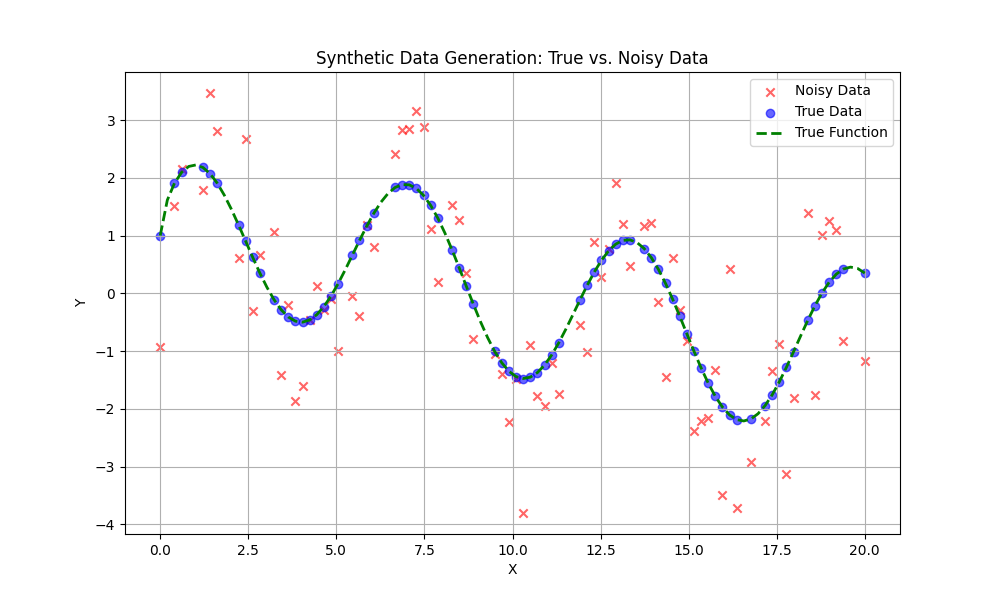 Synthetic Data Generation: True vs. Noisy Data
Noisy Data
True Data
True Function
3
2
1
0
−1
−2
−3
−4
Y
0.0 2.5 5.0 7.5 10.0 12.5 15.0 17.5 20.0
X